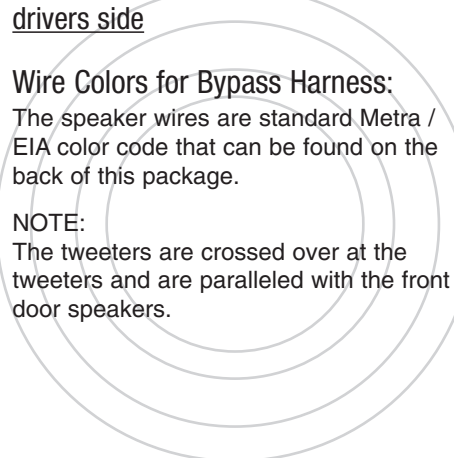 drivers side
Wire Colors for Bypass Harness:
The speaker wires are standard Metra /
EIA color code that can be found on the
back of this package.
NOTE:
The tweeters are crossed over at the
tweeters and are paralleled with the front
door speakers.